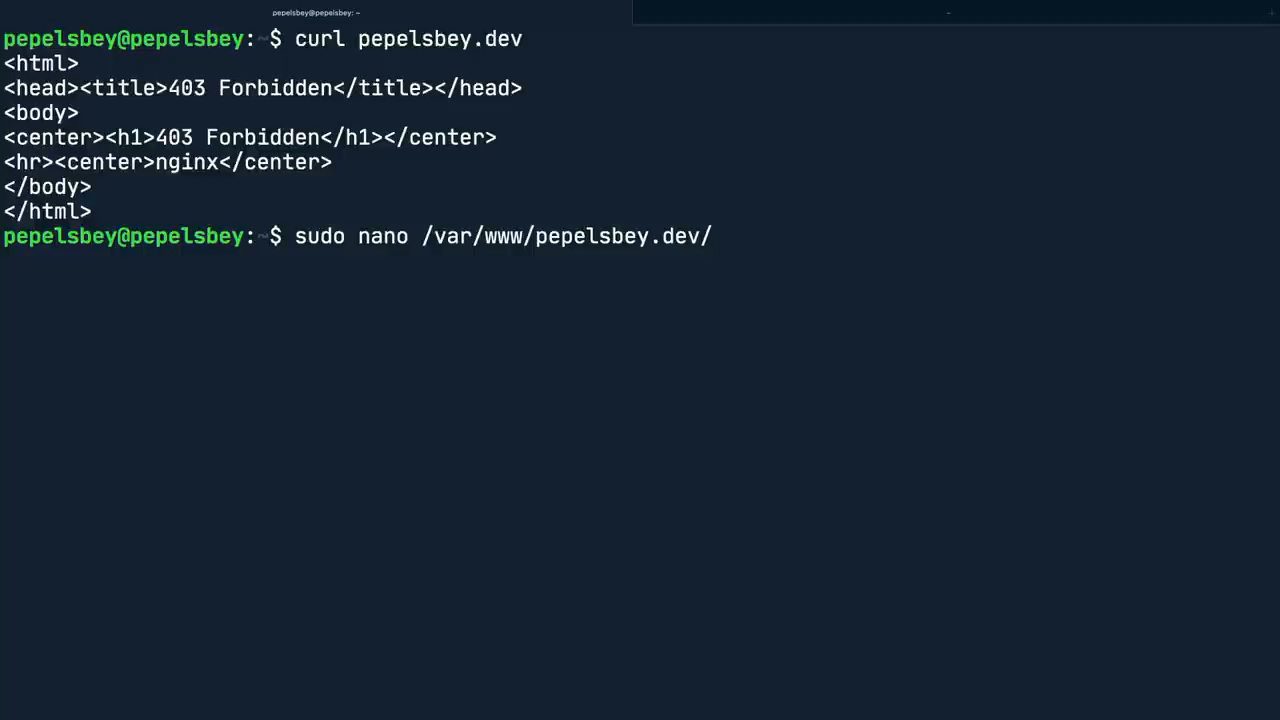 pepelsbey@pepelsbey: ~
pepelsbey@pepelsbey:~$ curl pepelsbey.dev
<html>
<head><title>403 Forbidden</title></head>
<body>
<center><h1>403 Forbidden</h1></center>
<hr><center>nginx</center>
</body>
</html>
pepelsbey@pepelsbey:~$ sudo nano /var/www/pepelsbey.dev/